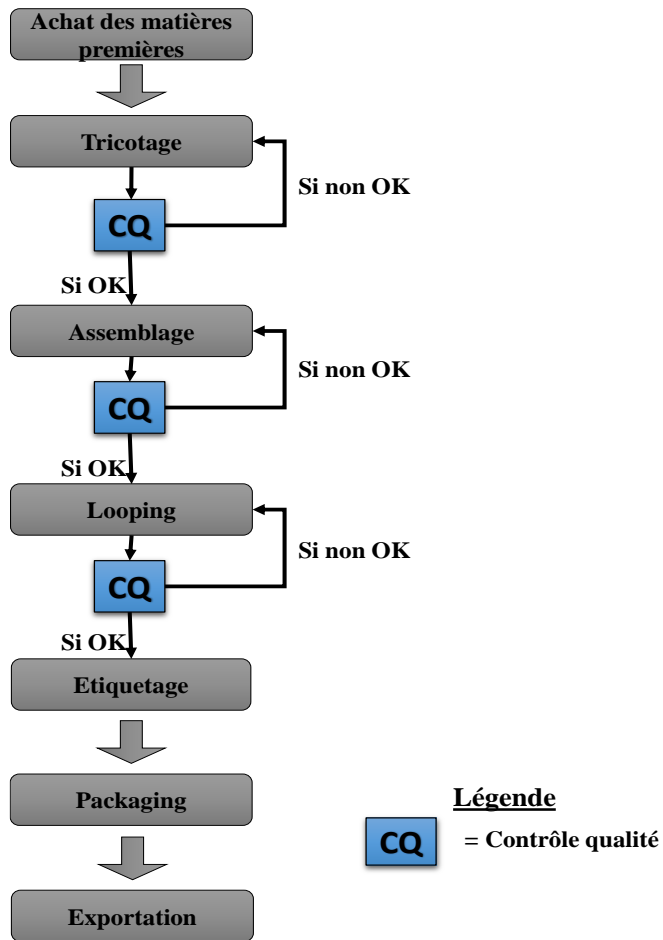 Achat des matières
premières
Tricotage
Si non OK
CQ
Si OK
Assemblage
Si non OK
CQ
Si OK
Looping
Si non OK
CQ
Si OK
Etiquetage
Packaging
Légende
CQ = Contrôle qualité
Exportation